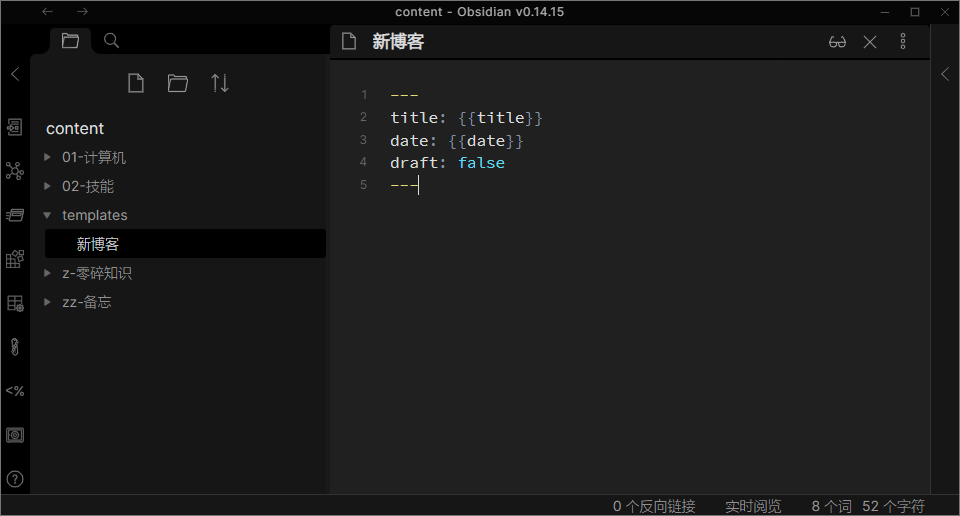 content - Obsidian v0.14.15
新博客
content
01-计算机
02-技能
templates
新博客
z-零碎知识
zz-备忘
<%
1 ---
2 title: {{title}}
3 date: {{date}}
4 draft: false
5 ---
0 个反向链接 实时阅览 8 个词 52 个字符